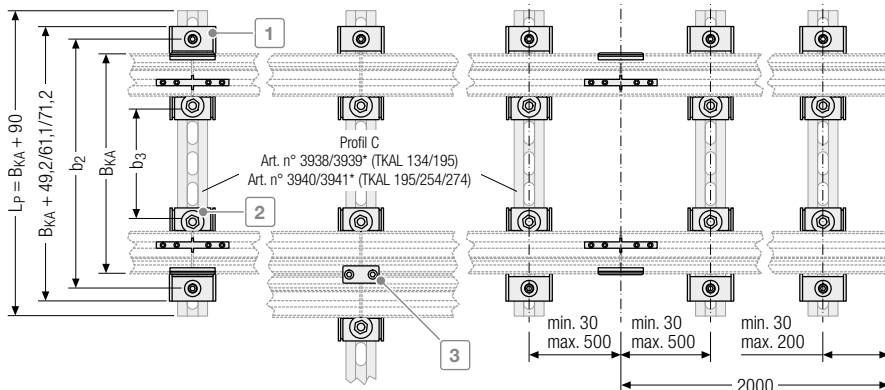 1
Lₚ = B_KA + 90
B_KA + 49,2/61,1/71,2
b₂
B_KA
b₃
Profil C
Art. n° 3938/3939* (TKAL 134/195)
Art. n° 3940/3941* (TKAL 195/254/274)
2
3
min. 30
max. 500
min. 30
max. 500
min. 30
max. 200
2000